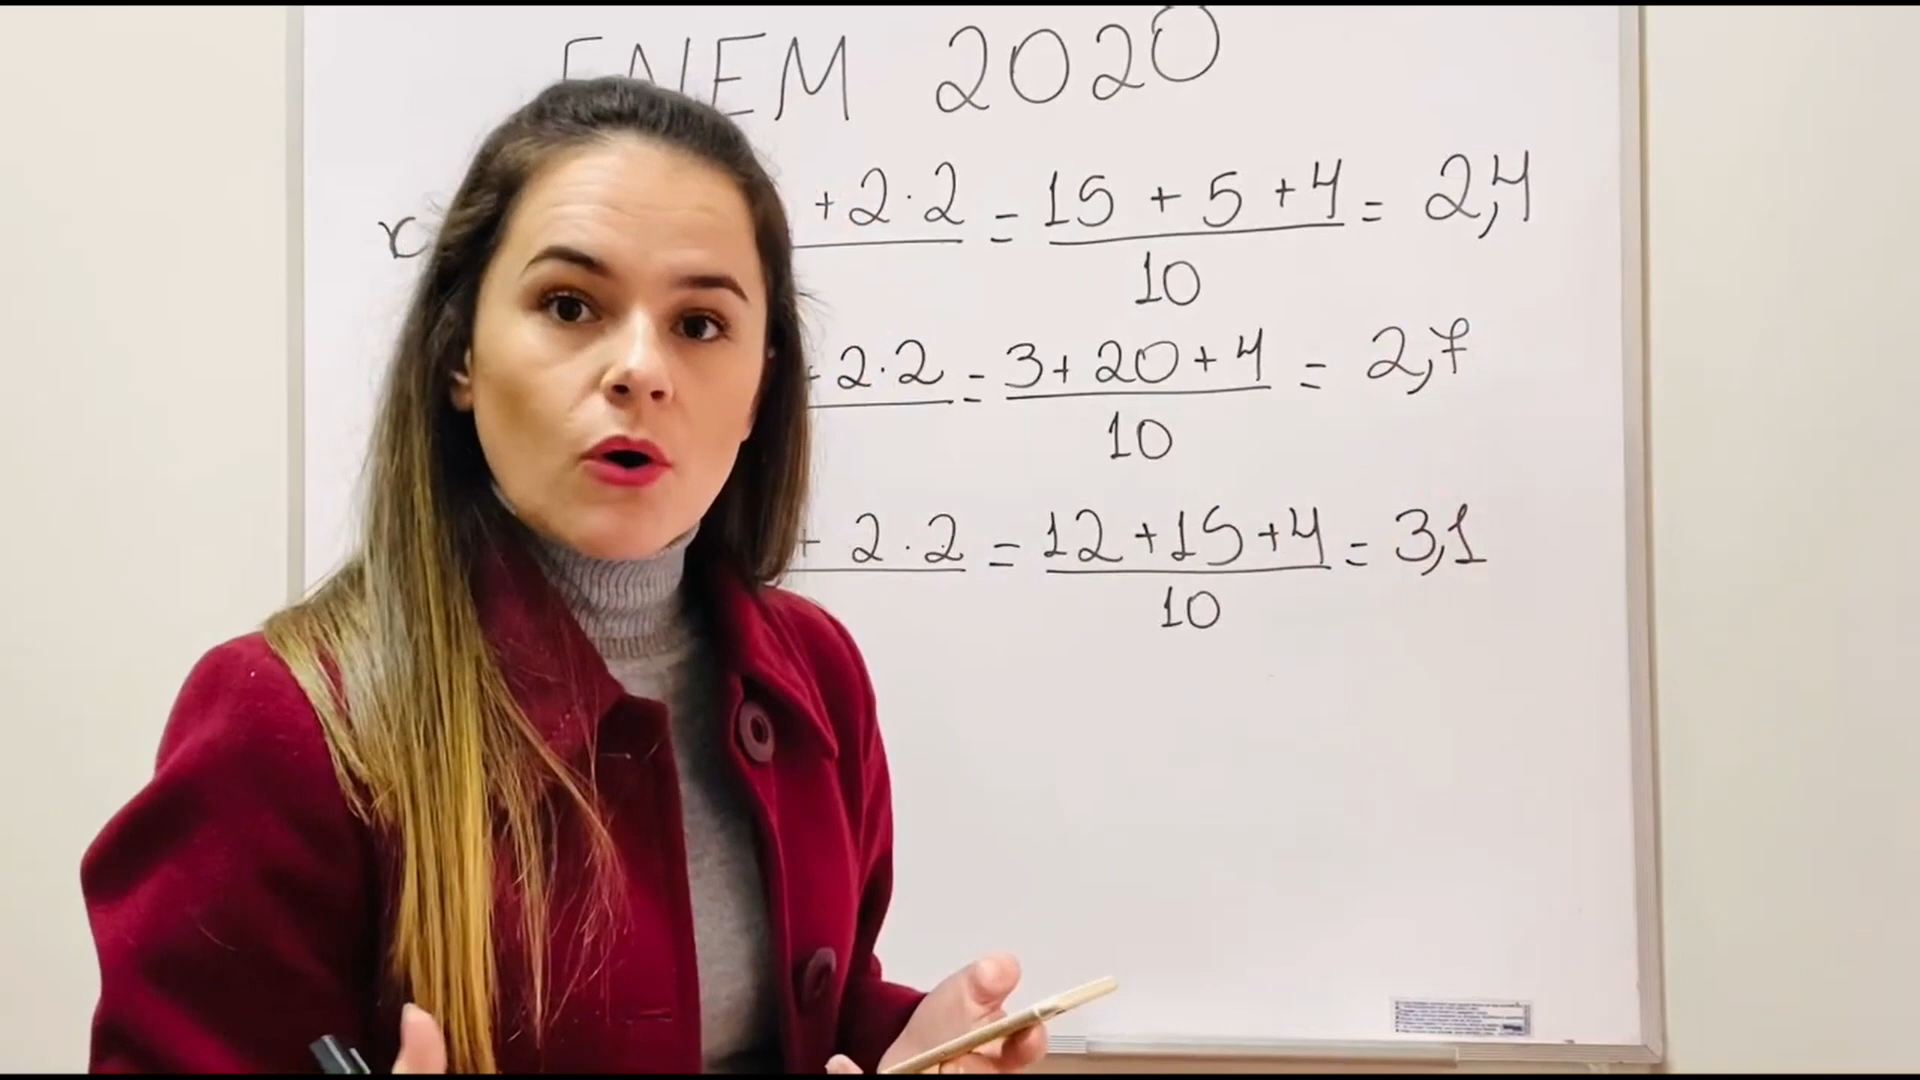 ENEM 2020
+ 2 · 2 = 15 + 5 + 4 = 2,4
10
+ 2 · 2 = 3 + 20 + 4 = 2,7
10
+ 2 · 2 = 12 + 15 + 4 = 3,1
10